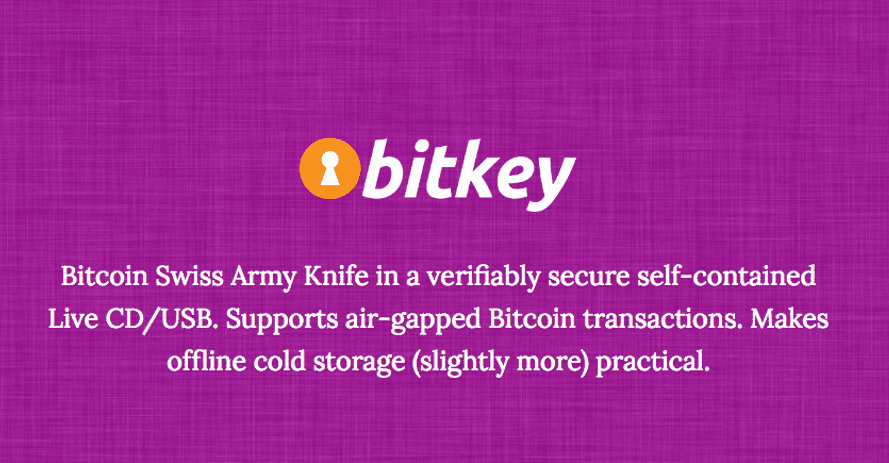 bitkey
Bitcoin Swiss Army Knife in a verifiably secure self-contained
Live CD/USB. Supports air-gapped Bitcoin transactions. Makes
offline cold storage (slightly more) practical.